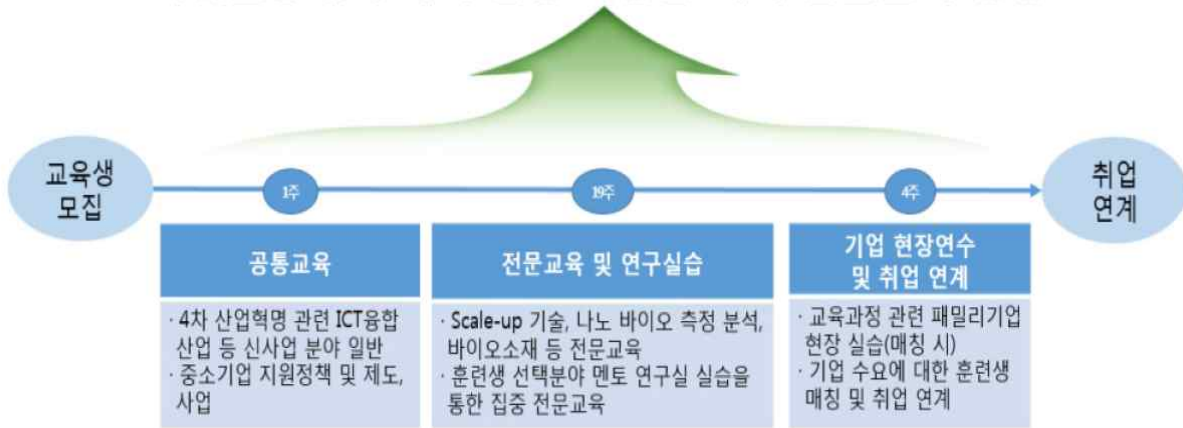 교육생
모집
1주
19주
4주
취업
연계
공통교육
· 4차 산업혁명 관련 ICT융합
산업 등 신사업 분야 일반
· 중소기업 지원정책 및 제도,
사업
전문교육 및 연구실습
· Scale-up 기술, 나노 바이오 측정 분석,
바이오소재 등 전문교육
· 훈련생 선택분야 멘토 연구실 실습을
통한 집중 전문교육
기업 현장연수
및 취업 연계
· 교육과정 관련 패밀리기업
현장 실습(매칭 시)
· 기업 수요에 대한 훈련생
매칭 및 취업 연계